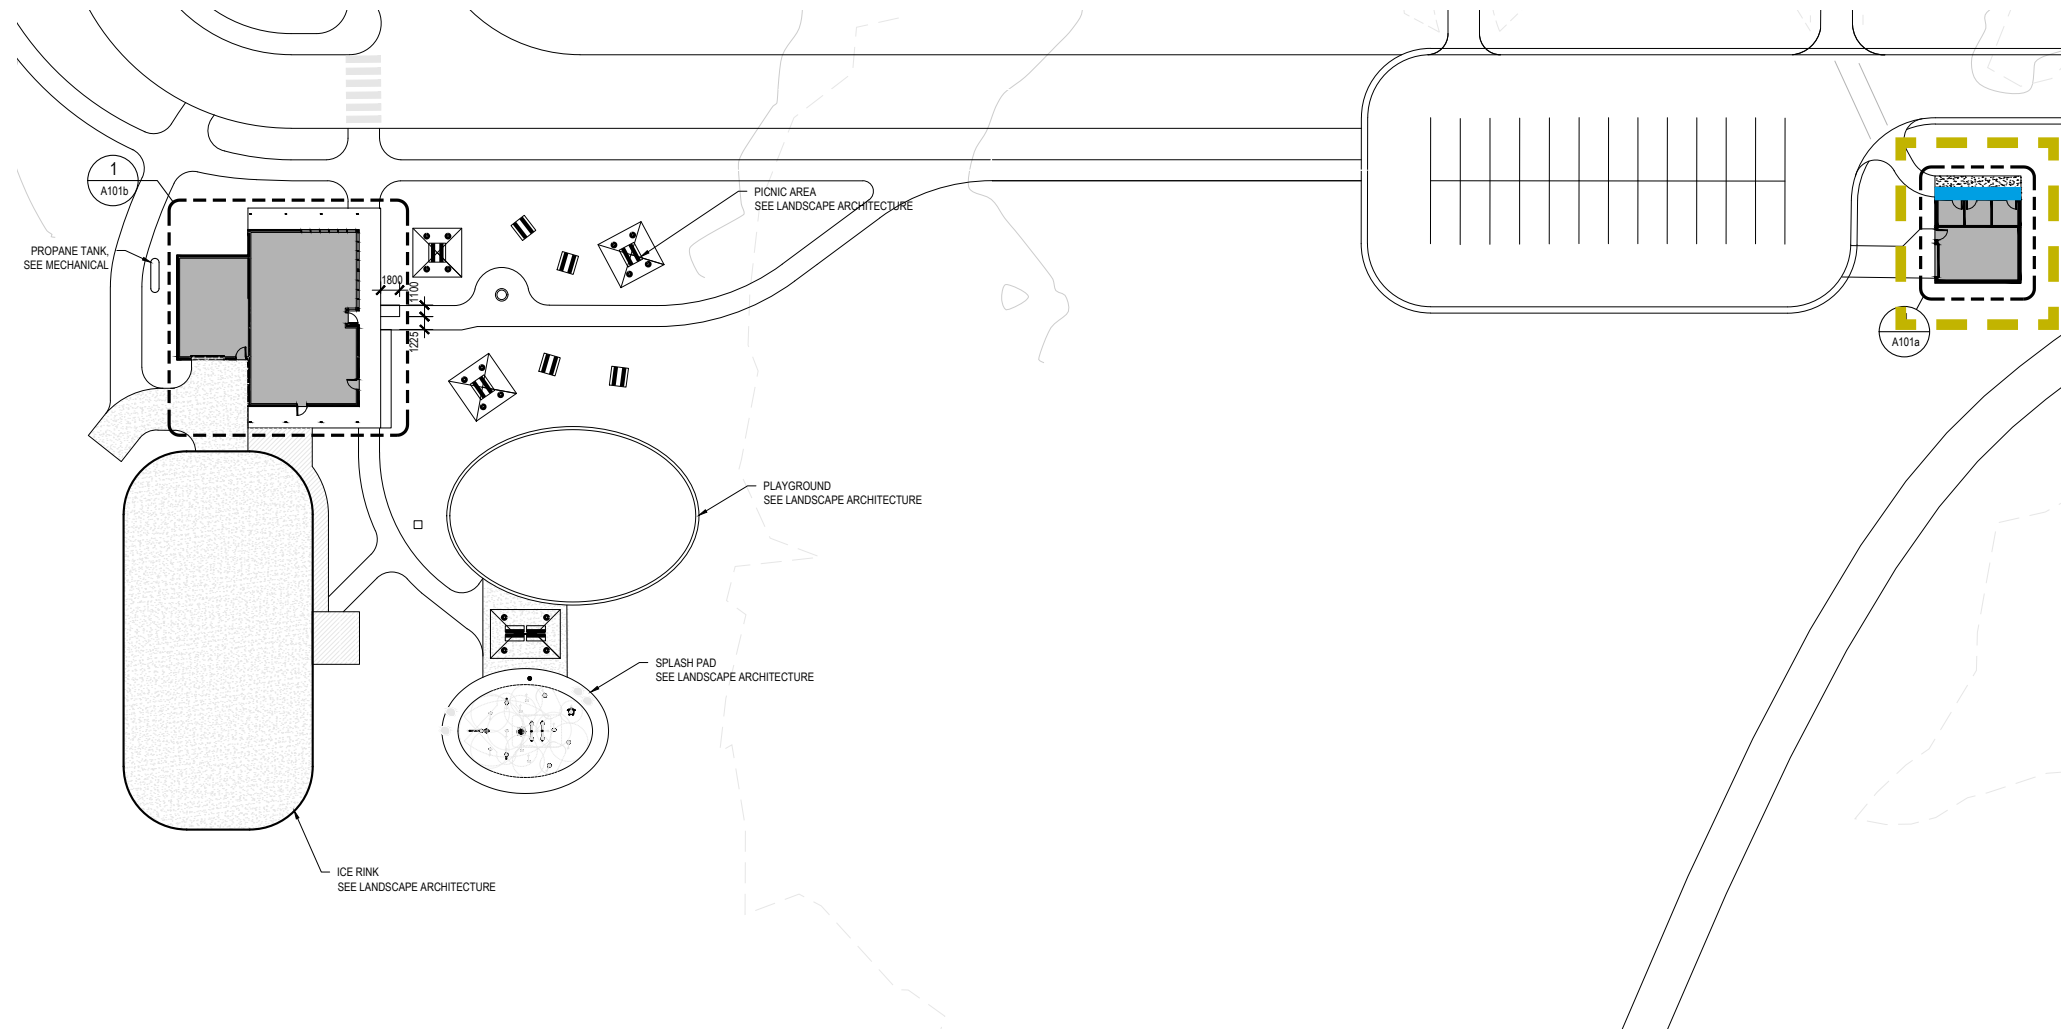 1
A101b
PROPANE TANK,
SEE MECHANICAL
PICNIC AREA
SEE LANDSCAPE ARCHITECTURE
1800
1100
1225
A101a
PLAYGROUND
SEE LANDSCAPE ARCHITECTURE
SPLASH PAD
SEE LANDSCAPE ARCHITECTURE
ICE RINK
SEE LANDSCAPE ARCHITECTURE